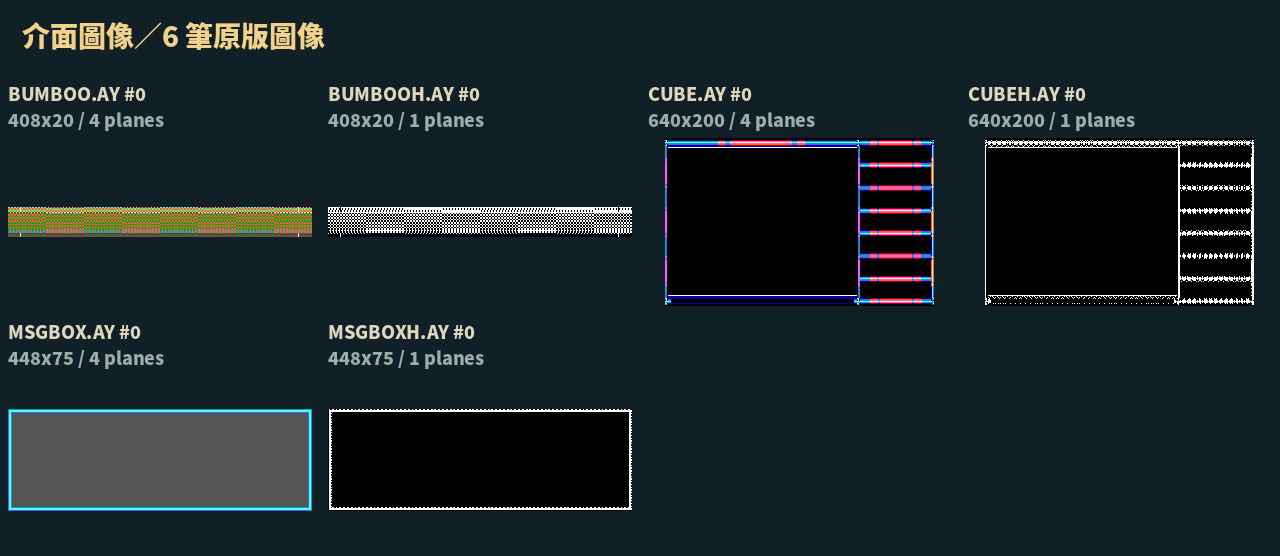 介面圖像／6 筆原版圖像
BUMBOO.AY #0
408x20 / 4 planes
BUMBOOH.AY #0
408x20 / 1 planes
CUBE.AY #0
640x200 / 4 planes
CUBEH.AY #0
640x200 / 1 planes
MSGBOX.AY #0
448x75 / 4 planes
MSGBOXH.AY #0
448x75 / 1 planes